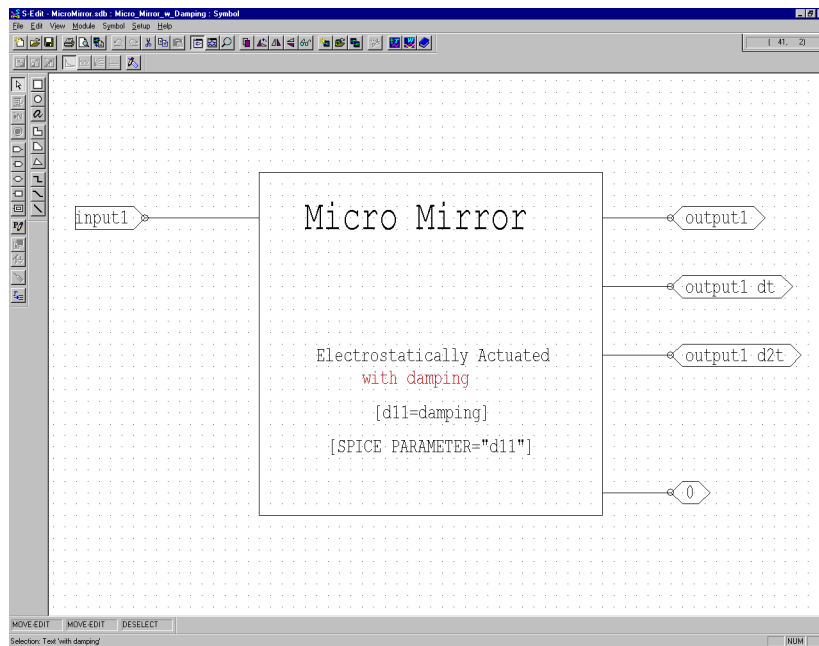 S-Edit - MicroMirror.sdb : Micro_Mirror_w_Damping : Symbol
File Edit View Module Symbol Setup Help
( 41, 2)
input1
Micro Mirror
output1
output1 dt
Electrostatically Actuated
output1 d2t
with damping
[d11=damping]
[SPICE PARAMETER="d11"]
0
MOVE-EDIT MOVE-EDIT DESELECT
Selection: Text 'with damping'
NUM